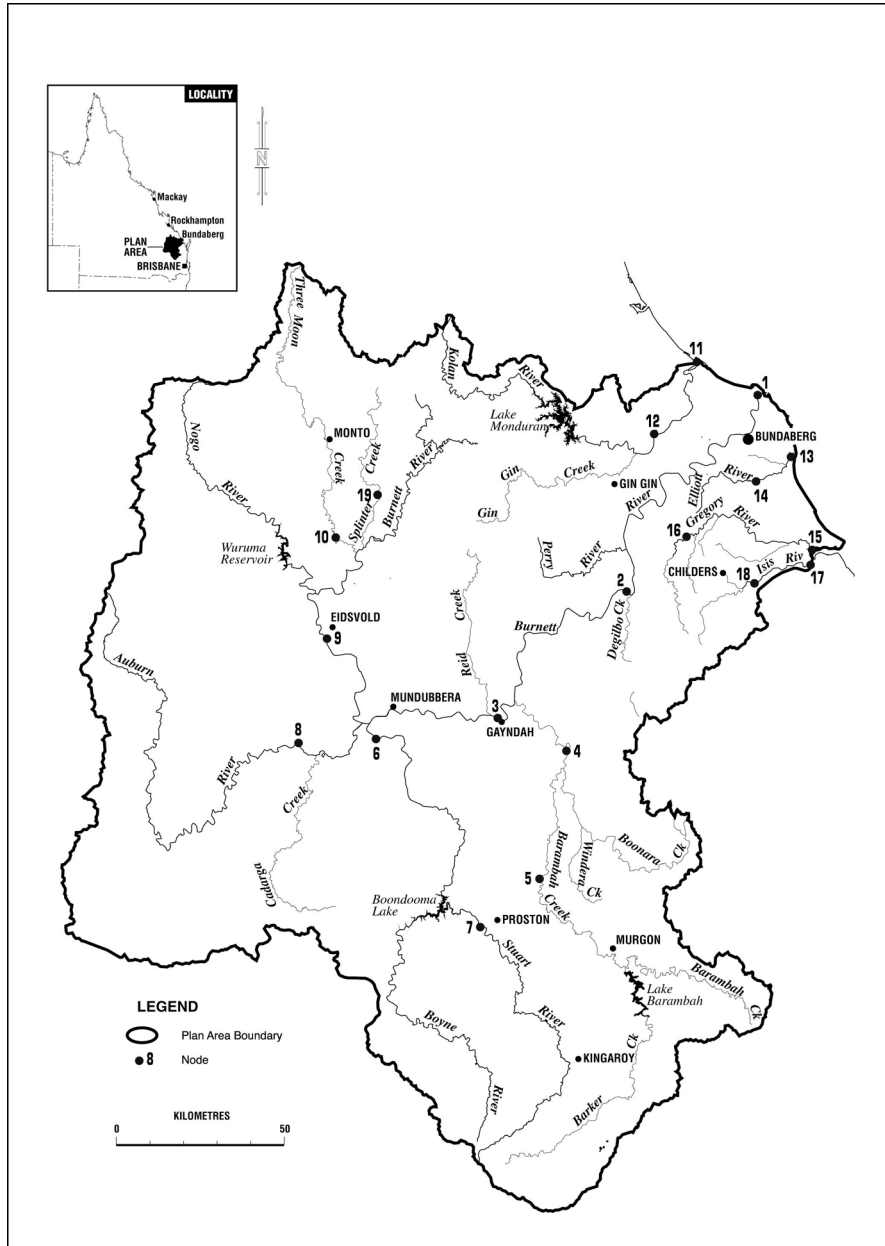 LOCALITY
Mackay
Rockhampton
Bundaberg
PLAN
AREA
BRISBANE
N
Three Moon
Creek
Kolan
River
11
1
Lake
Monduran
12
BUNDABERG
13
Nogo
River
MONTO
Creek
Splinter
19
Burnett
River
Gin
Gin
Creek
GIN GIN
River
Elliott
River
14
10
Wuruma
Reservoir
16
Gregory
River
15
Perry
River
CHILDERS
Isis
Riv
17
18
2
Degilbo Ck
EIDSVOLD
9
Creek
Reid
Burnett
Auburn
River
MUNDUBBERA
3
GAYNDAH
8
6
4
Creek
Cadarga
Barambah
Creek
Windera
Ck
Boonara
Ck
5
Boondooma
Lake
PROSTON
7
Stuart
River
MURGON
Barambah
Ck
Lake
Barambah
Boyne
River
KINGAROY
Ck
Barker
LEGEND
Plan Area Boundary
8 Node
KILOMETRES
0 50